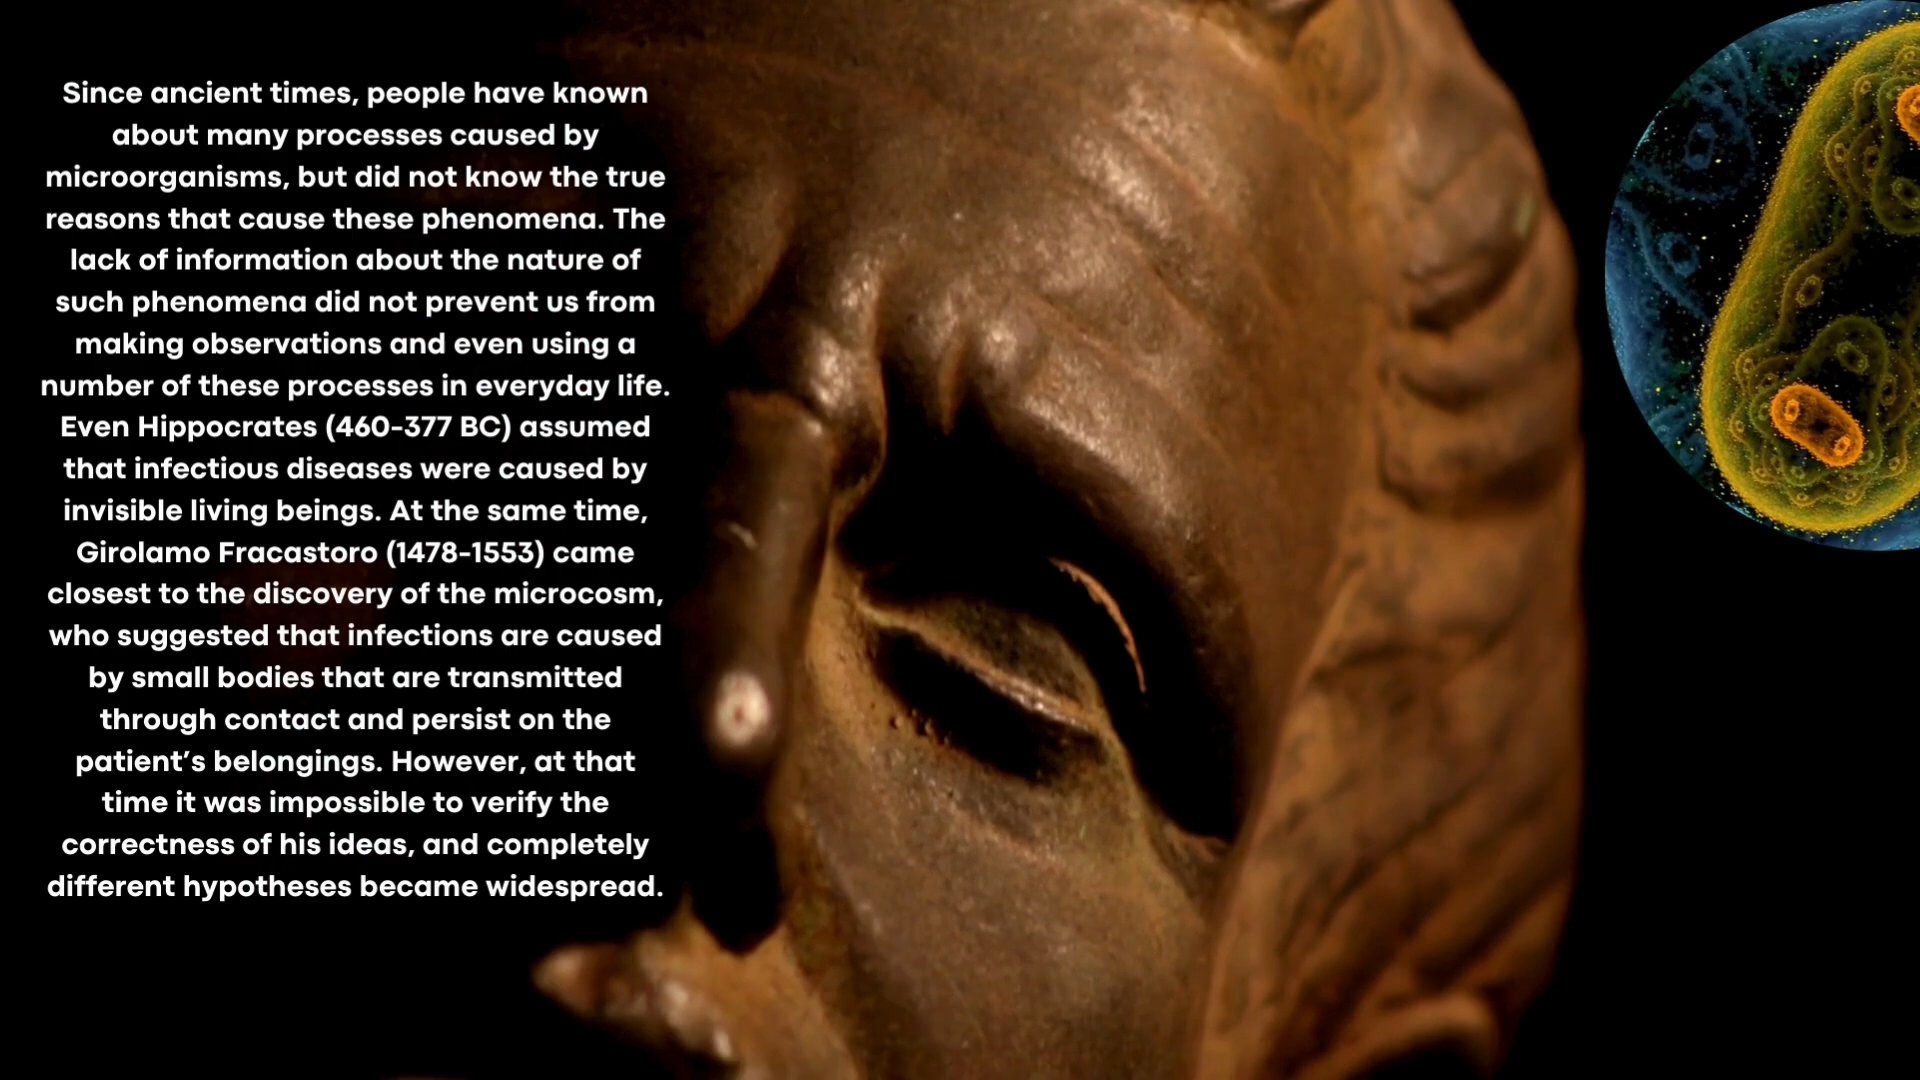 Since ancient times, people have known
about many processes caused by
microorganisms, but did not know the true
reasons that cause these phenomena. The
lack of information about the nature of
such phenomena did not prevent us from
making observations and even using a
number of these processes in everyday life.
Even Hippocrates (460-377 BC) assumed
that infectious diseases were caused by
invisible living beings. At the same time,
Girolamo Fracastoro (1478-1553) came
closest to the discovery of the microcosm,
who suggested that infections are caused
by small bodies that are transmitted
through contact and persist on the
patient’s belongings. However, at that
time it was impossible to verify the
correctness of his ideas, and completely
different hypotheses became widespread.